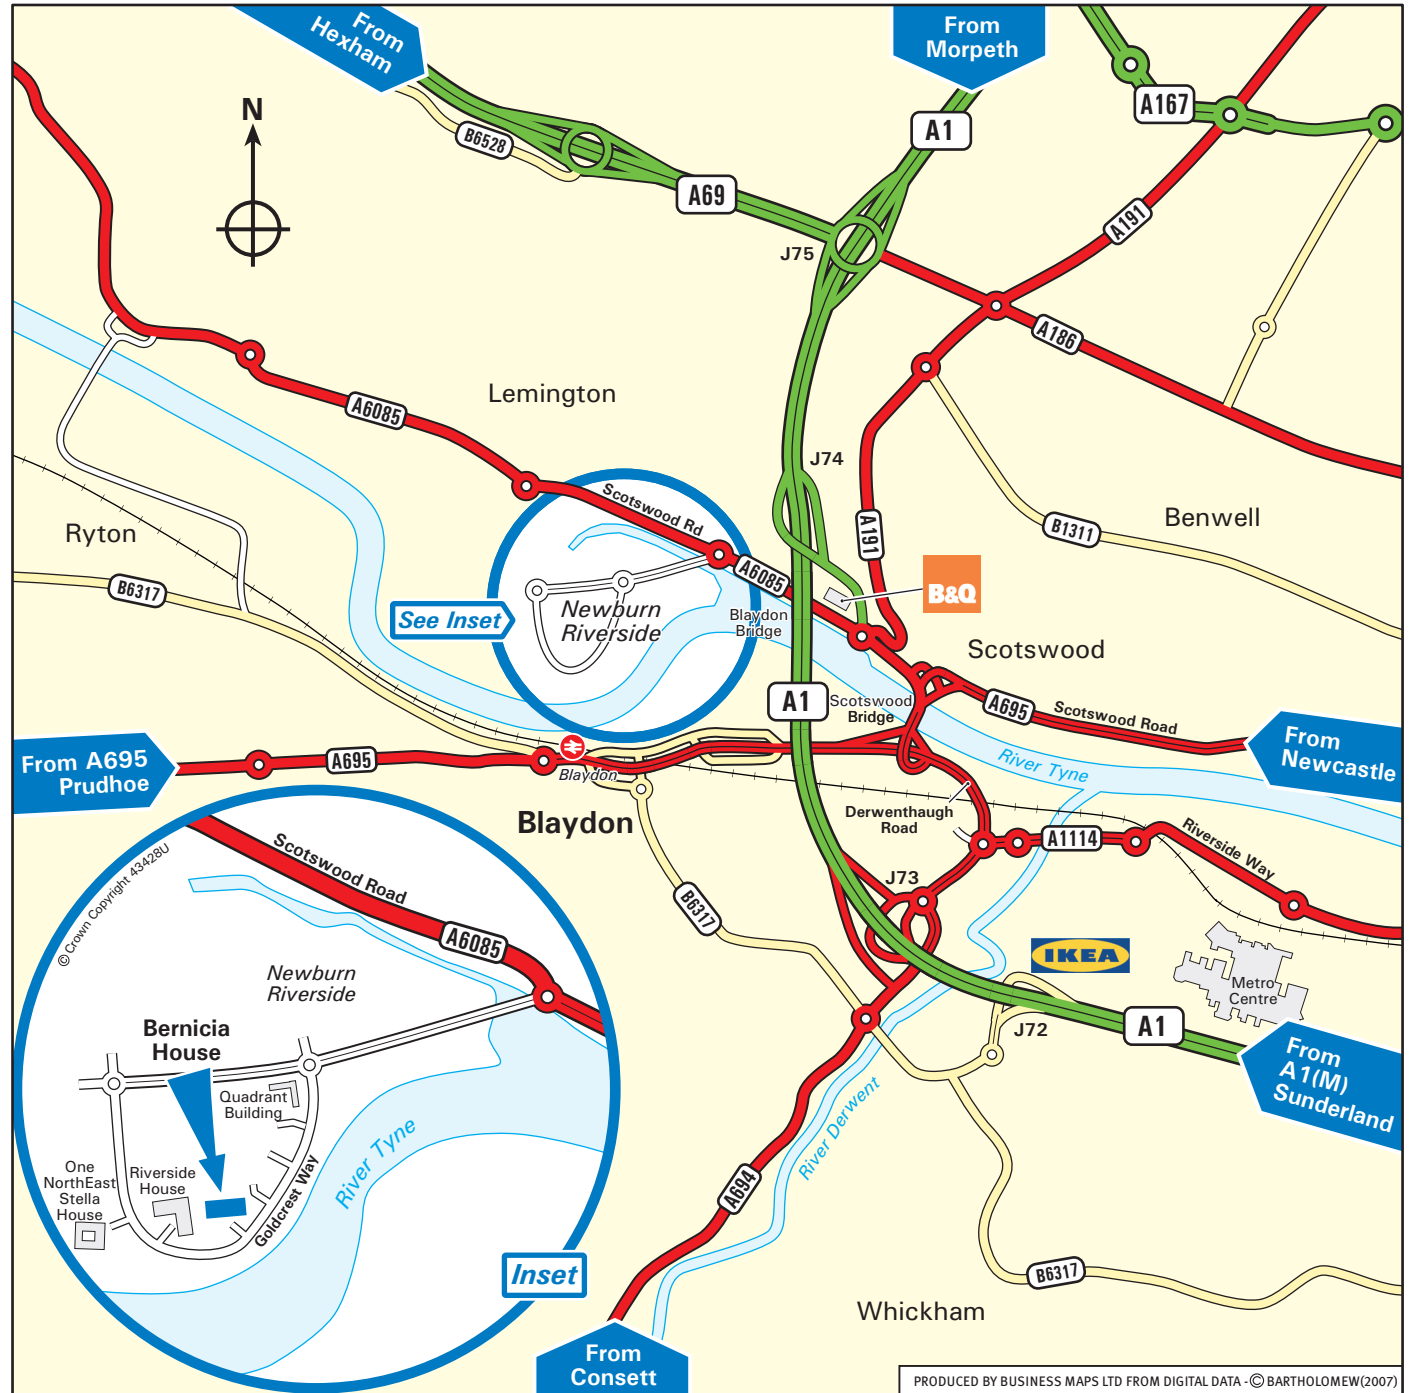 From
Hexham
From
Morpeth
A167
A1
N
B6528
A69
A191
J75
A186
Lemington
A6085
J74
Scotswood Rd
Ryton
A191
Benwell
B1311
A6085
B&Q
B6317
See Inset
Newburn
Riverside
Blaydon
Bridge
Scotswood
A1
Scotswood
Bridge
A695
Scotswood Road
From
Newcastle
From A695
Prudhoe
A695
Blaydon
River Tyne
Derwenthaugh
Road
Blaydon
A1114
Riverside Way
© Crown Copyright 43428U
Scotswood Road
J73
B6317
A6085
IKEA
Newburn
Riverside
Metro
Centre
Bernicia
House
J72
A1
From
A1(M)
Sunderland
Quadrant
Building
River Tyne
River Derwent
One
NorthEast
Stella
House
Riverside
House
Goldcrest Way
A694
Inset
B6317
Whickham
From
Consett
PRODUCED BY BUSINESS MAPS LTD FROM DIGITAL DATA - © BARTHOLOMEW(2007)